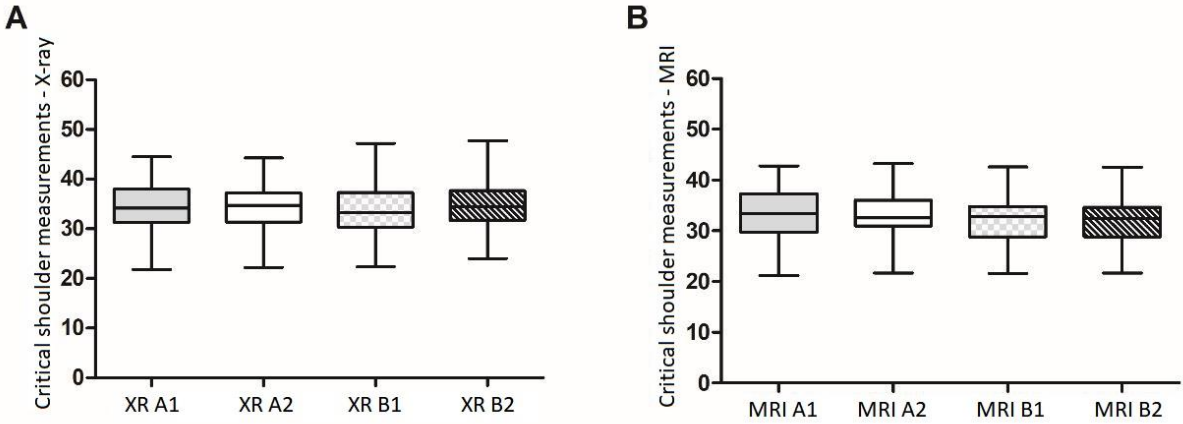 A
Critical shoulder measurements - X-ray
60
50
40
30
20
10
0
XR A1 XR A2 XR B1 XR B2
B
Critical shoulder measurements - MRI
60
50
40
30
20
10
0
MRI A1 MRI A2 MRI B1 MRI B2